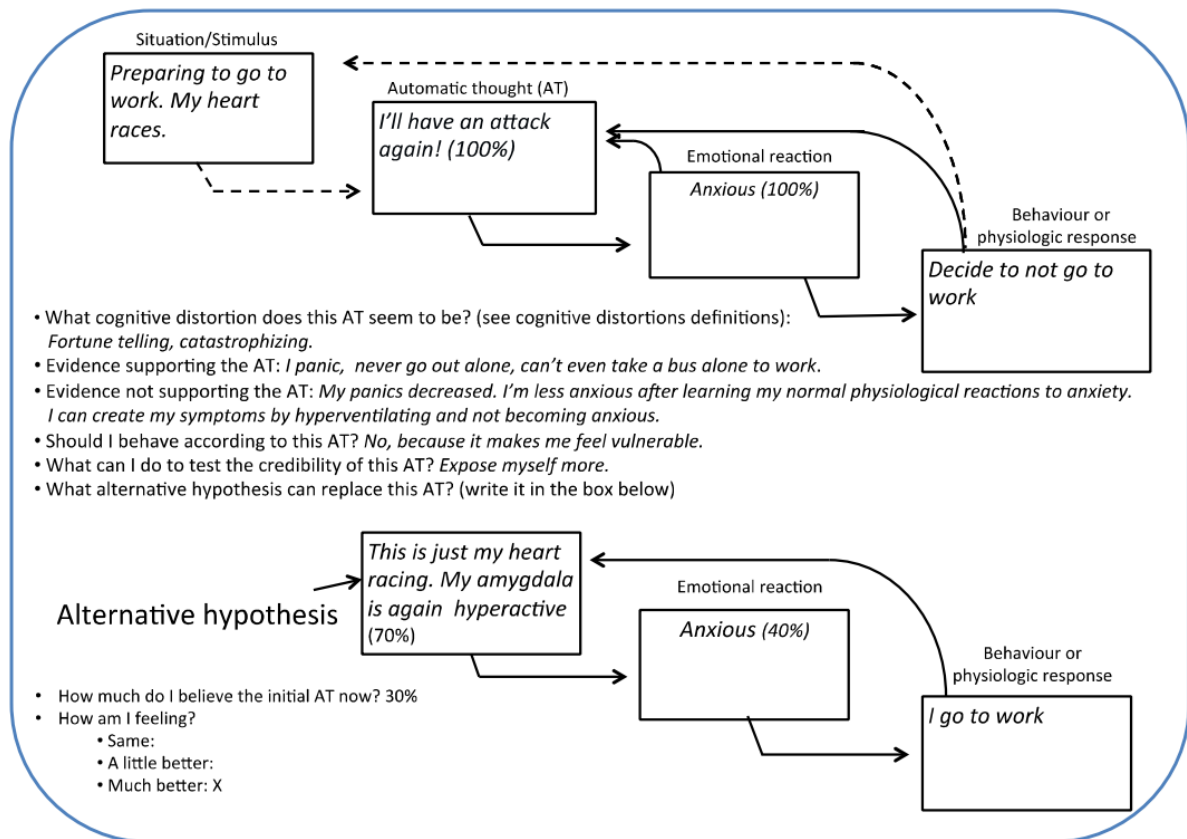 Situation/Stimulus
Preparing to go to
work. My heart
races.
Automatic thought (AT)
I'll have an attack
again! (100%)
Emotional reaction
Anxious (100%)
Behaviour or
physiologic response
Decide to not go to
work
• What cognitive distortion does this AT seem to be? (see cognitive distortions definitions):
Fortune telling, catastrophizing.
• Evidence supporting the AT: I panic, never go out alone, can't even take a bus alone to work.
• Evidence not supporting the AT: My panics decreased. I'm less anxious after learning my normal physiological reactions to anxiety.
I can create my symptoms by hyperventilating and not becoming anxious.
• Should I behave according to this AT? No, because it makes me feel vulnerable.
• What can I do to test the credibility of this AT? Expose myself more.
• What alternative hypothesis can replace this AT? (write it in the box below)
Alternative hypothesis
This is just my heart
racing. My amygdala
is again hyperactive
(70%)
Emotional reaction
Anxious (40%)
Behaviour or
physiologic response
I go to work
• How much do I believe the initial AT now? 30%
• How am I feeling?
• Same:
• A little better:
• Much better: X